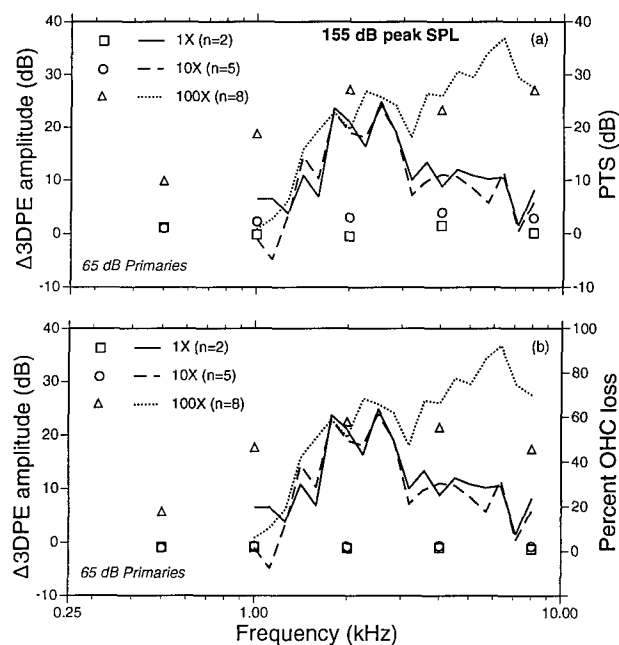 155 dB peak SPL
(a)
1X (n=2)
10X (n=5)
100X (n=8)
40
30
20
10
0
-10
Δ3DPE amplitude (dB)
65 dB Primaries
40
30
20
10
0
-10
PTS (dB)
(b)
1X (n=2)
10X (n=5)
100X (n=8)
40
30
20
10
0
-10
Δ3DPE amplitude (dB)
65 dB Primaries
100
80
60
40
20
0
Percent OHC loss
0.25
1.00
10.00
Frequency (kHz)